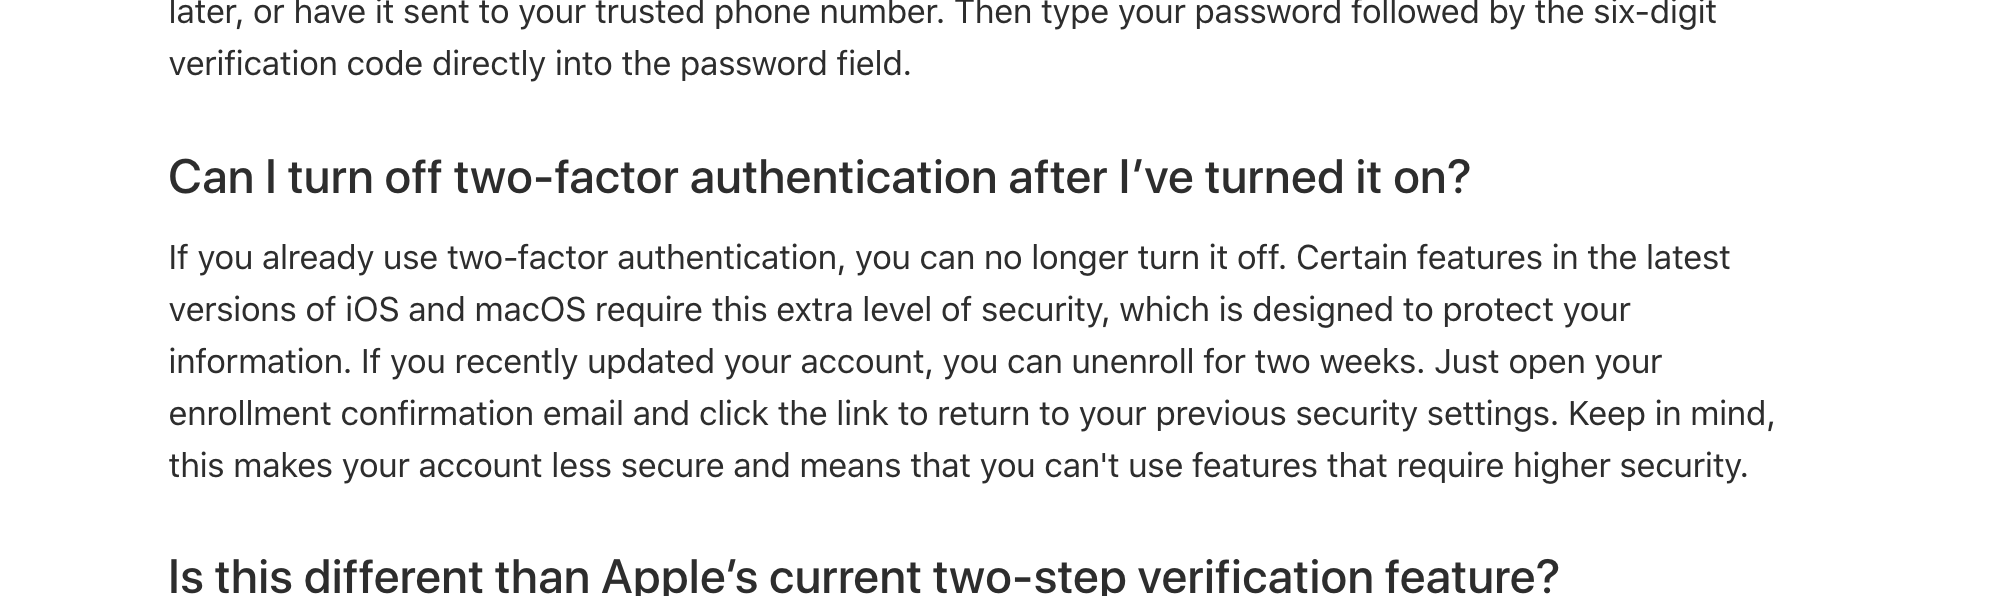 later, or have it sent to your trusted phone number. Then type your password followed by the six-digit
verification code directly into the password field.
Can I turn off two-factor authentication after I’ve turned it on?
If you already use two-factor authentication, you can no longer turn it off. Certain features in the latest
versions of iOS and macOS require this extra level of security, which is designed to protect your
information. If you recently updated your account, you can unenroll for two weeks. Just open your
enrollment confirmation email and click the link to return to your previous security settings. Keep in mind,
this makes your account less secure and means that you can't use features that require higher security.
Is this different than Apple’s current two-step verification feature?